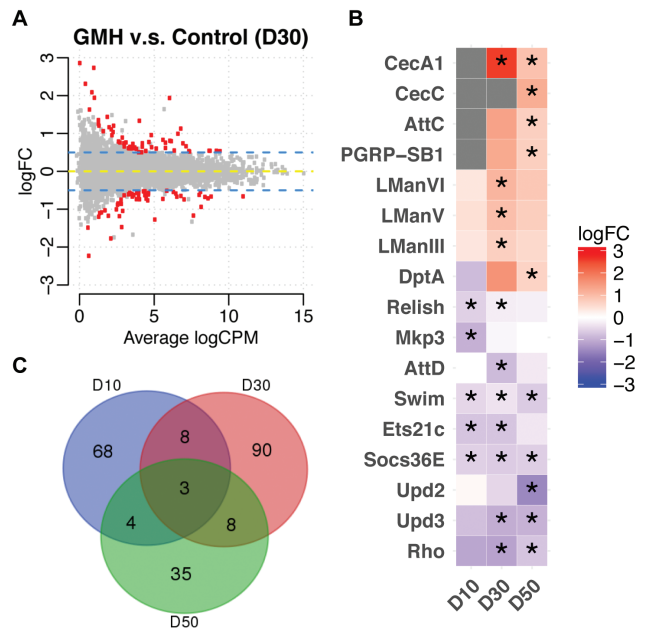 A
GMH v.s. Control (D30)
3
2
1
0
−1
−2
−3
logFC
0 5 10 15
Average logCPM
B
CecA1 * *
CecC *
AttC *
PGRP−SB1 *
LManVI *
LManV *
LManIII *
DptA *
Relish * *
Mkp3 *
AttD *
Swim * * *
Ets21c * *
Socs36E * * *
Upd2 *
Upd3 * *
Rho * *
D10 D30 D50
logFC
3
2
1
0
−1
−2
−3
C
D10 D30
68 8 90
3
4 8
35
D50